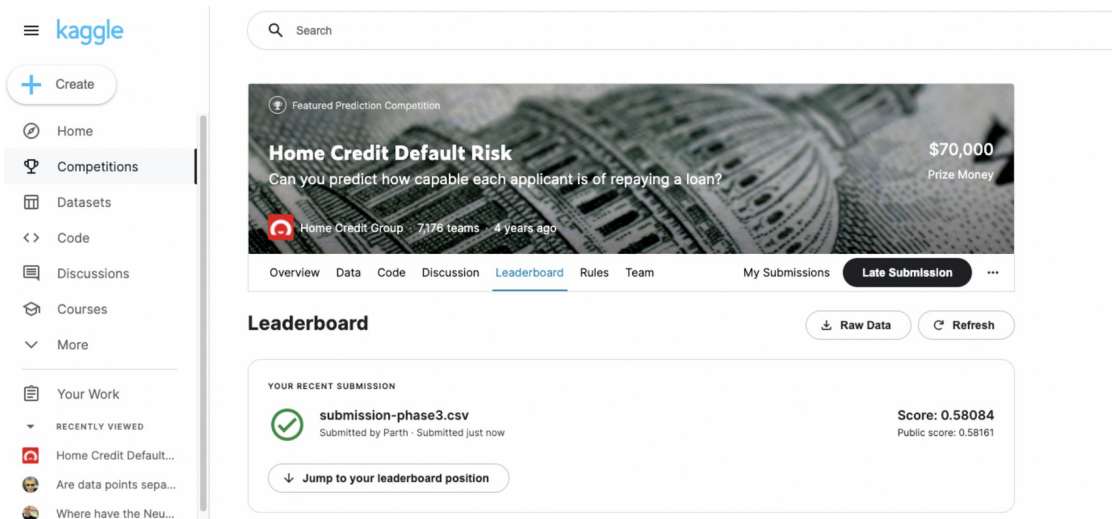 kaggle
Search
Create
Home
Competitions
Datasets
Code
Discussions
Courses
More
Your Work
RECENTLY VIEWED
Home Credit Default...
Are data points sepa...
Where have the Neu...
Featured Prediction Competition
Home Credit Default Risk
$70,000
Can you predict how capable each applicant is of repaying a loan?
Prize Money
Home Credit Group · 7,176 teams · 4 years ago
Overview Data Code Discussion Leaderboard Rules Team My Submissions Late Submission ...
Leaderboard
Raw Data Refresh
YOUR RECENT SUBMISSION
submission-phase3.csv Score: 0.58084
Submitted by Parth · Submitted just now Public score: 0.58161
Jump to your leaderboard position